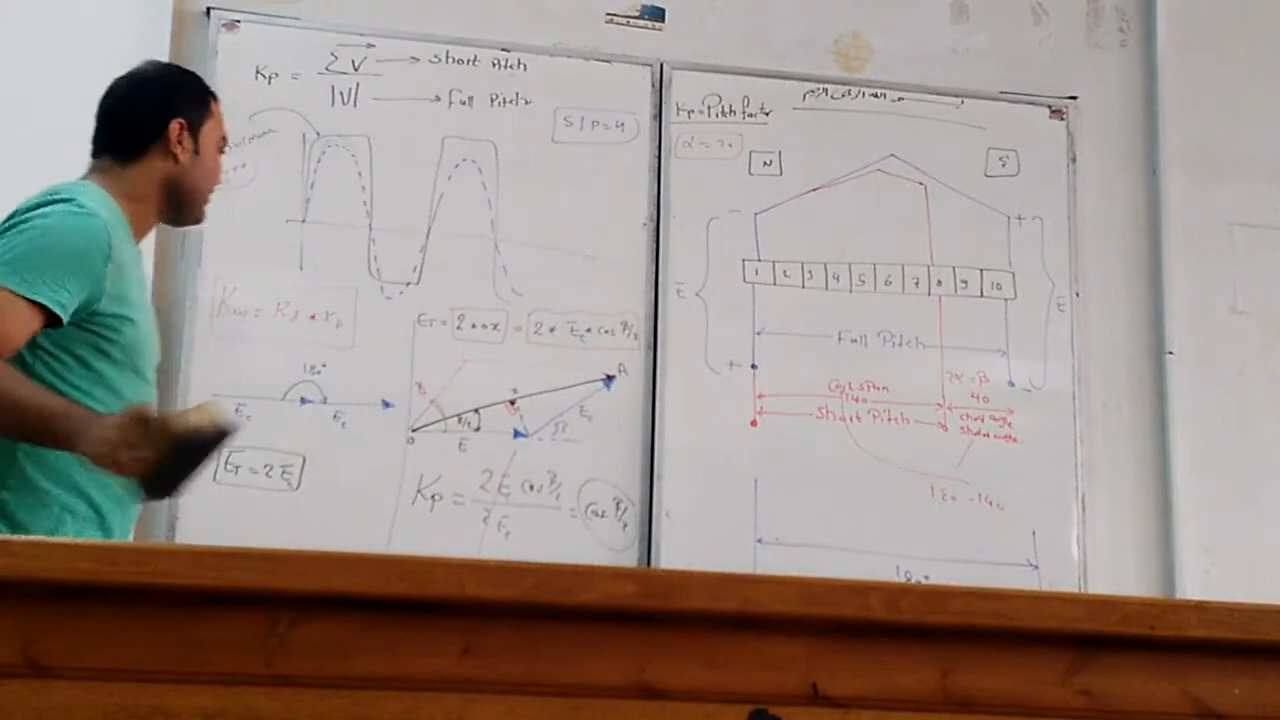 Kp = ΣV → short Pitch
|V| → Full Pitch
S/P=4
Kw = Kd * Kp
180°
Ec Ec
ET = 2Ec
ET = 2*ox = 2 * Ec * cos β/2
A
x
β
β/2
Ec
β
o
E
Kp = 2 Ec cos β/2 / 2 Ec = cos β/2
Kp = Pitch factor
α = 20
N S
- +
1 2 3 4 5 6 7 8 9 10
E E
Full Pitch
+ -
Coil span
140
2α = β
40
Short Pitch
chord angle
180 - 140
180°